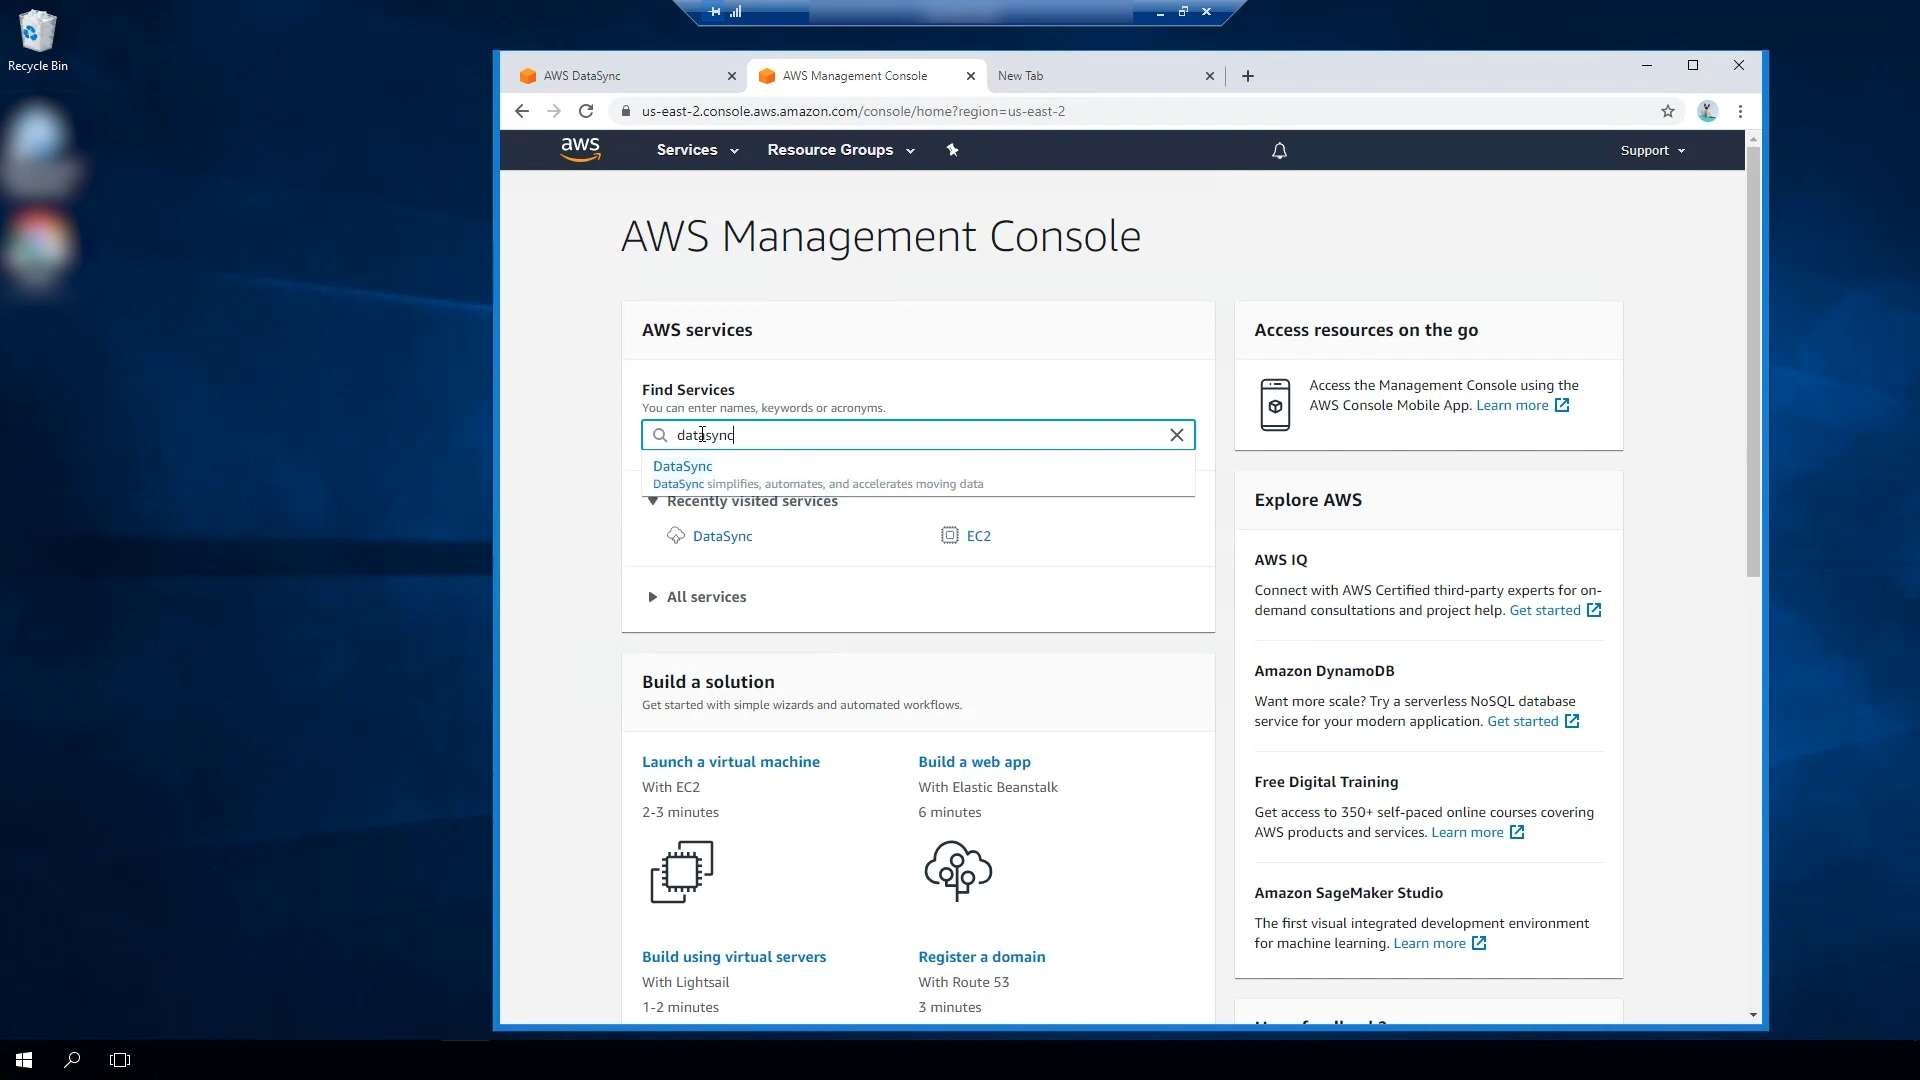 Recycle Bin
AWS DataSync
AWS Management Console
New Tab
us-east-2.console.aws.amazon.com/console/home?region=us-east-2
aws
Services
Resource Groups
Support
AWS Management Console
AWS services
Find Services
You can enter names, keywords or acronyms.
datasync
DataSync
DataSync simplifies, automates, and accelerates moving data
Recently visited services
DataSync
EC2
All services
Build a solution
Get started with simple wizards and automated workflows.
Launch a virtual machine
With EC2
2-3 minutes
Build a web app
With Elastic Beanstalk
6 minutes
Build using virtual servers
With Lightsail
1-2 minutes
Register a domain
With Route 53
3 minutes
Access resources on the go
Access the Management Console using the
AWS Console Mobile App. Learn more
Explore AWS
AWS IQ
Connect with AWS Certified third-party experts for on-
demand consultations and project help. Get started
Amazon DynamoDB
Want more scale? Try a serverless NoSQL database
service for your modern application. Get started
Free Digital Training
Get access to 350+ self-paced online courses covering
AWS products and services. Learn more
Amazon SageMaker Studio
The first visual integrated development environment
for machine learning. Learn more